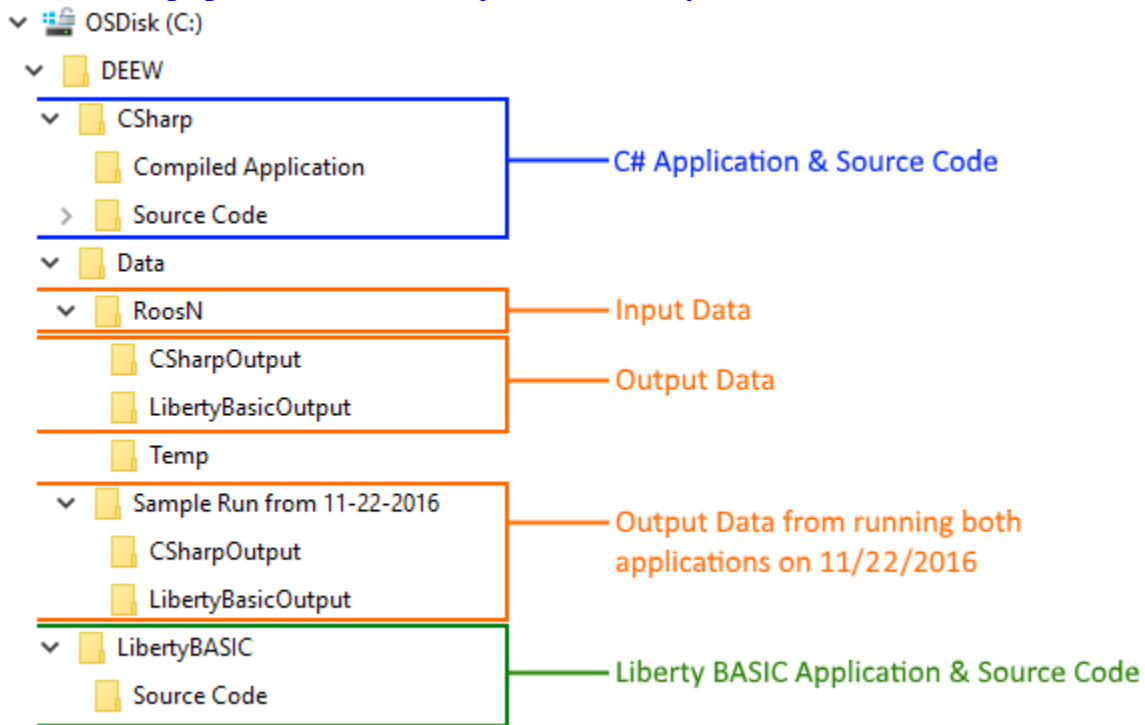 OSDisk (C:)
DEEW
CSharp
Compiled Application
C# Application & Source Code
Source Code
Data
RoosN
Input Data
CSharpOutput
Output Data
LibertyBasicOutput
Temp
Sample Run from 11-22-2016
Output Data from running both
applications on 11/22/2016
CSharpOutput
LibertyBasicOutput
LibertyBASIC
Liberty BASIC Application & Source Code
Source Code